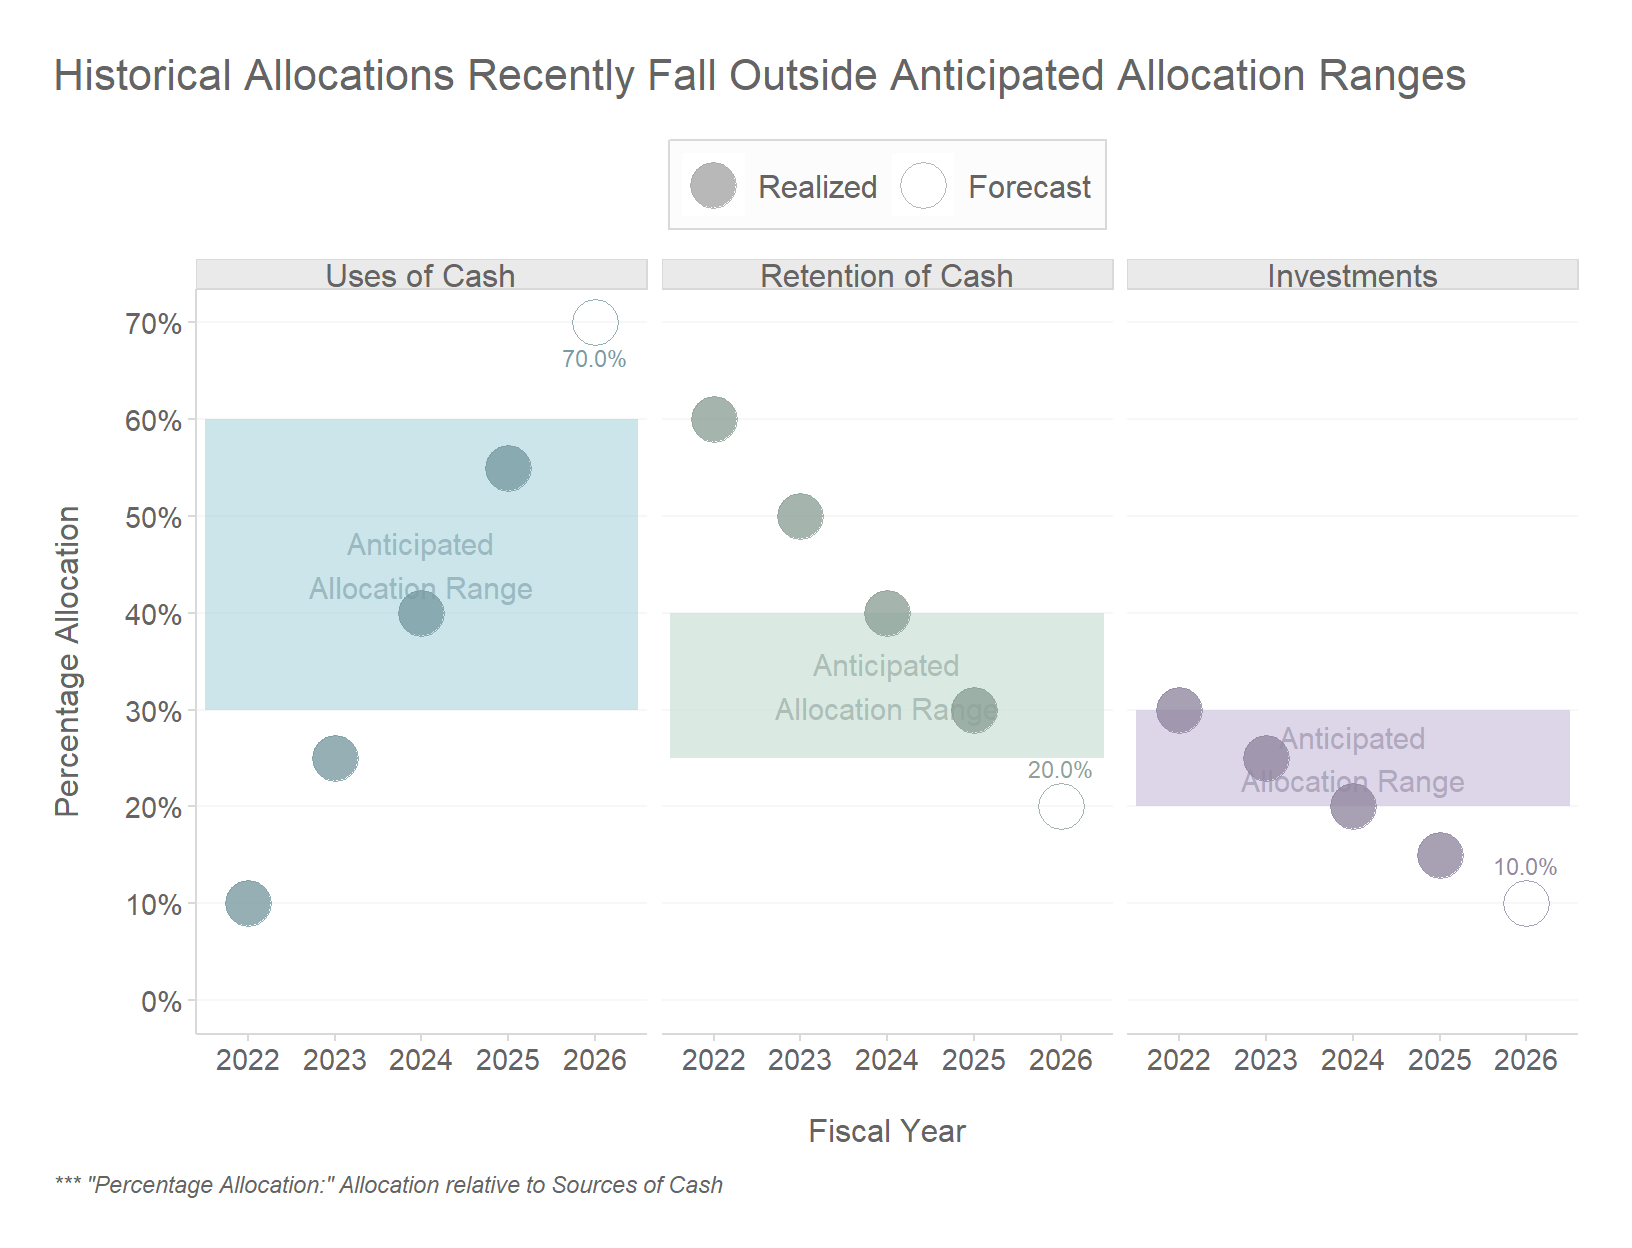 Historical Allocations Recently Fall Outside Anticipated Allocation Ranges
Realized
Forecast
Uses of Cash
Retention of Cash
Investments
Percentage Allocation
70%
60%
50%
40%
30%
20%
10%
0%
70.0%
Anticipated
Allocation Range
Anticipated
Allocation Range
20.0%
Anticipated
Allocation Range
10.0%
2022 2023 2024 2025 2026
2022 2023 2024 2025 2026
2022 2023 2024 2025 2026
Fiscal Year
*** "Percentage Allocation:" Allocation relative to Sources of Cash